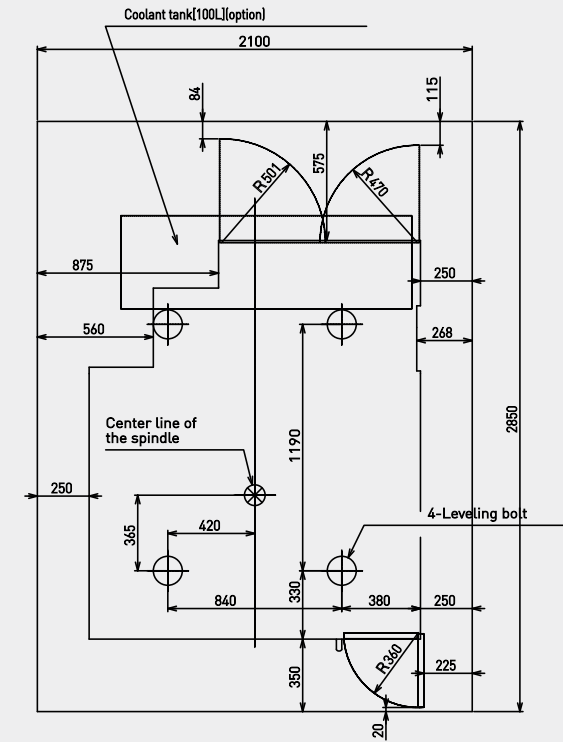 Coolant tank[100L](option)
2100
84
115
575
R501
R470
875
250
560
268
2850
Center line of
the spindle
1190
250
4-Leveling bolt
365
420
330
840
380
250
R360
350
225
20